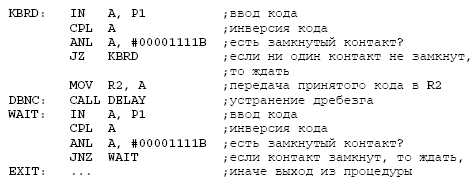 KBRD: IN A, P1 ;ввод кода
CPL A ;инверсия кода
ANL A, #00001111B ;есть замкнутый контакт?
JZ KBRD ;если ни один контакт не замкнут,
;то ждать
MOV R2, A ;передача принятого кода в R2
DBNC: CALL DELAY ;устранение дребезга
WAIT: IN A, P1 ;ввод кода
CPL A ;инверсия кода
ANL A, #00001111B ;есть замкнутый контакт?
JNZ WAIT ;если контакт замкнут, то ждать,
EXIT: ... ;иначе выход из процедуры